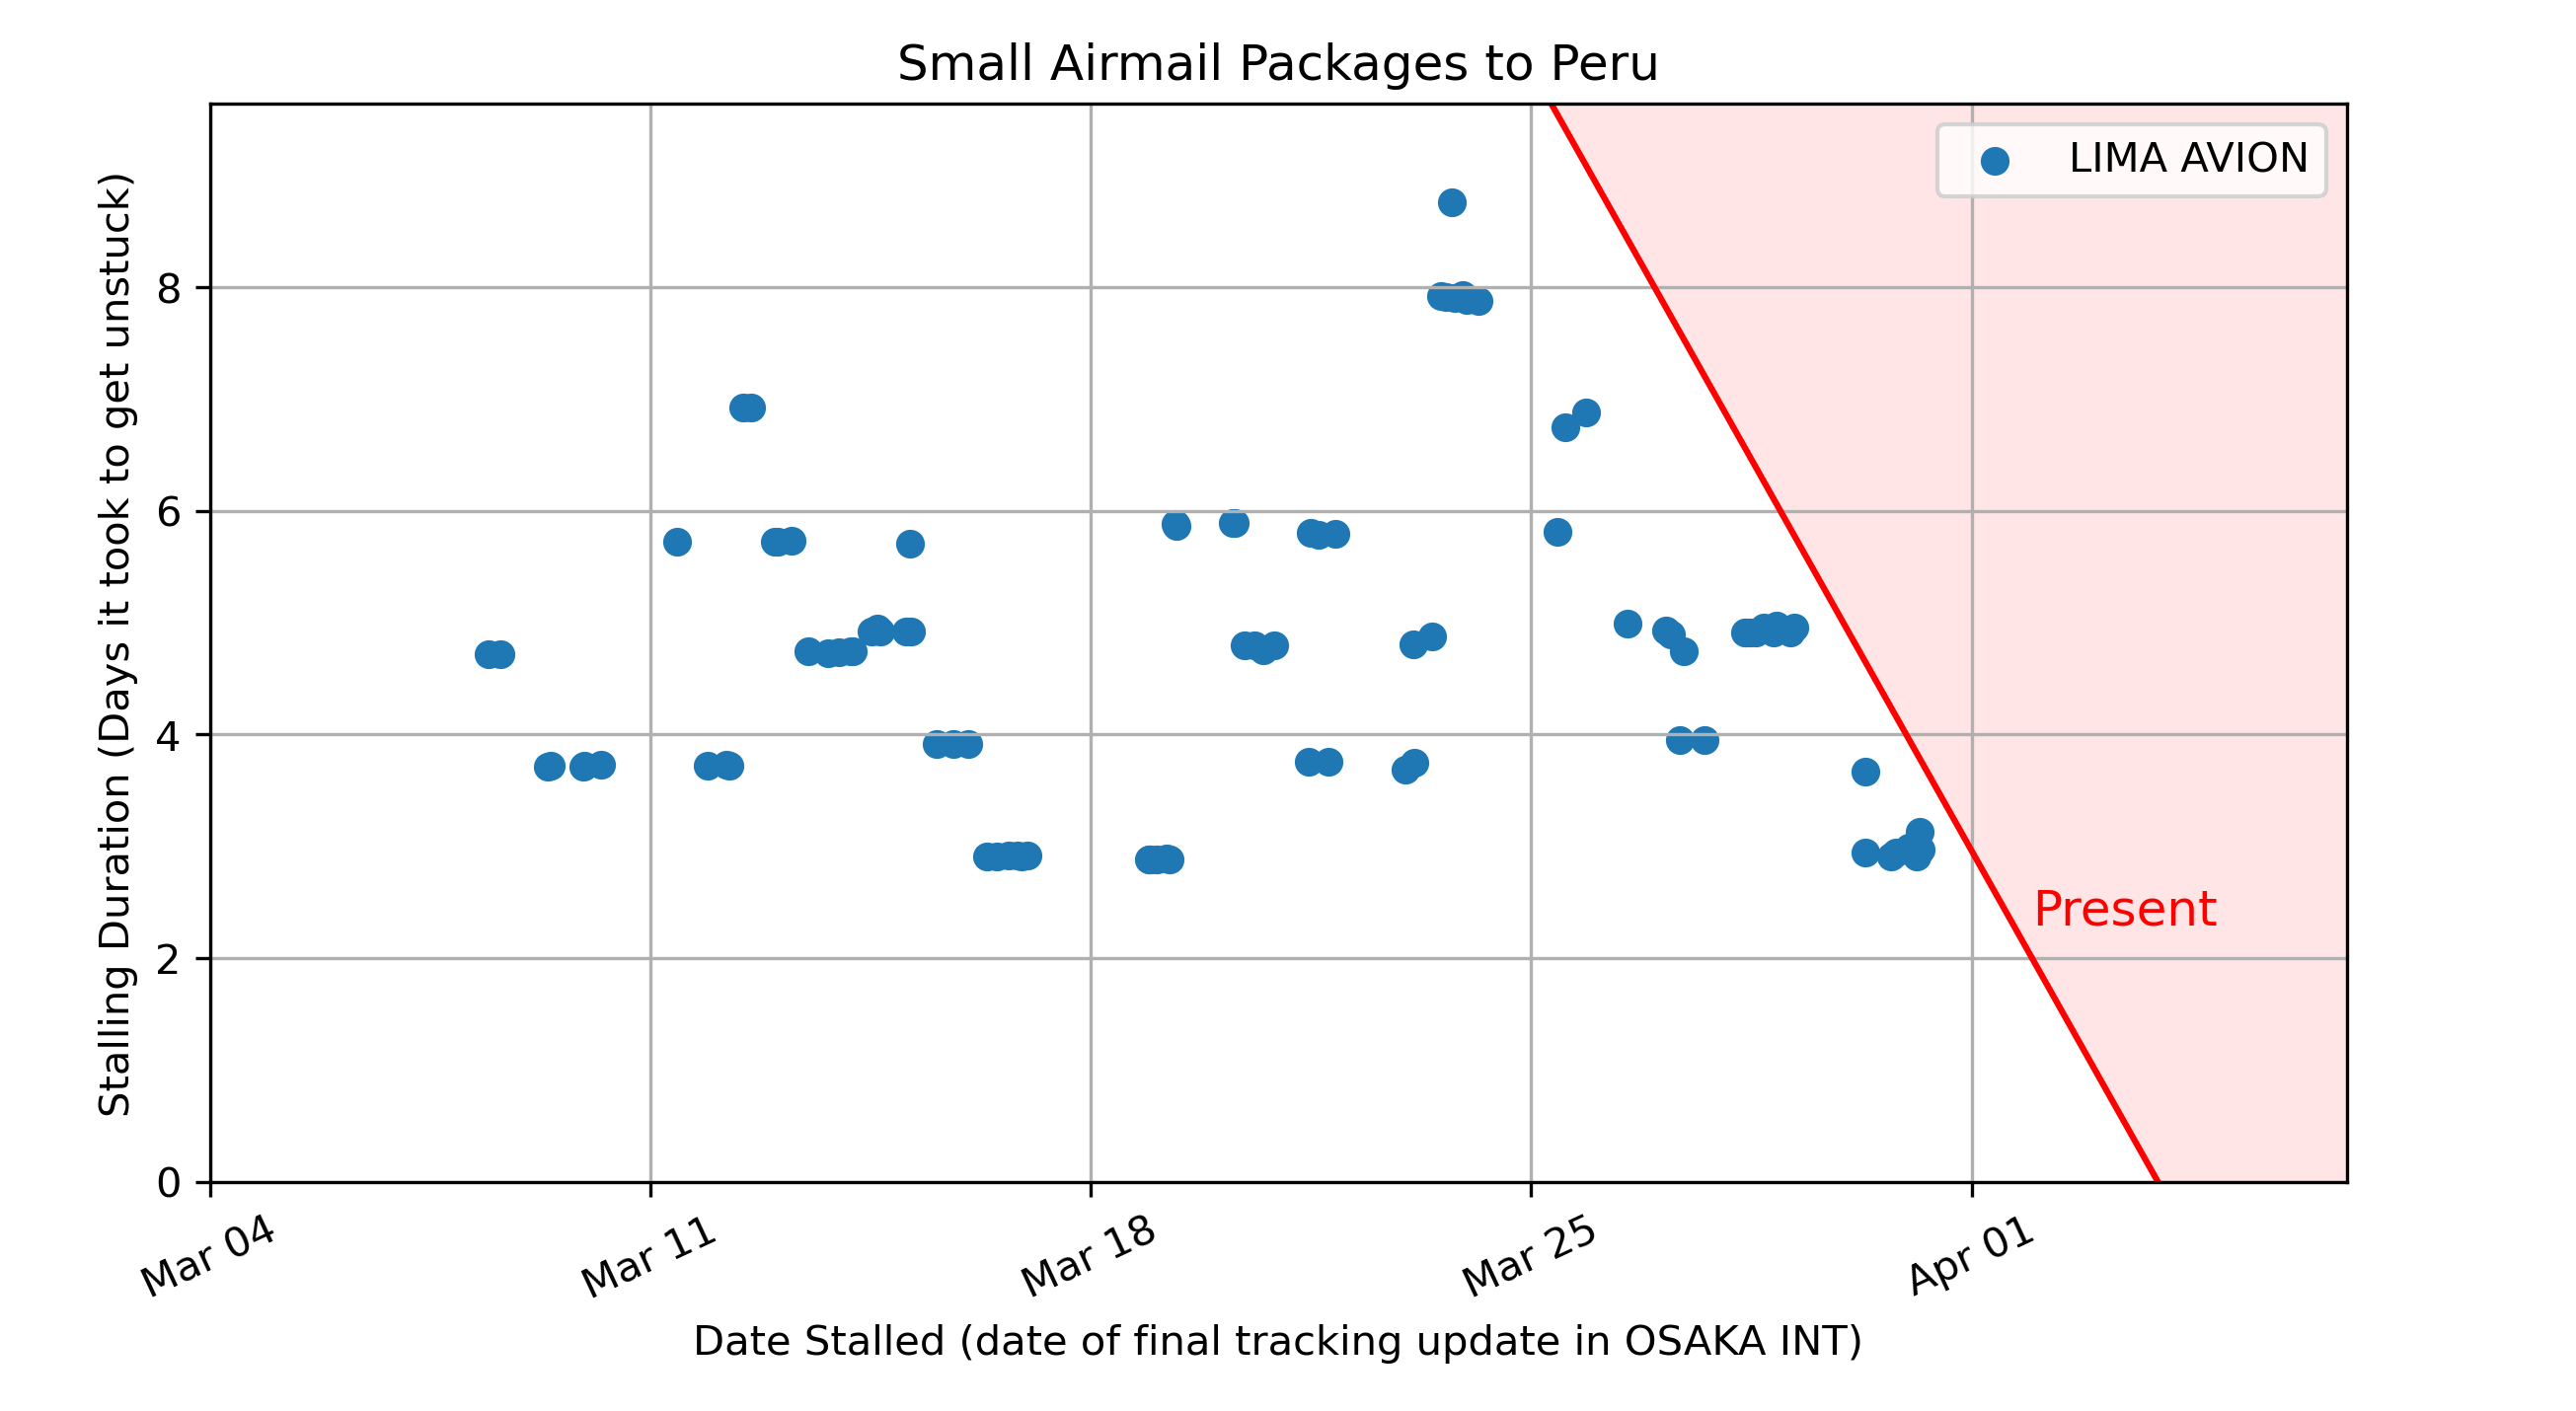 Small Airmail Packages to Peru
LIMA AVION
Stalling Duration (Days it took to get unstuck)
8
6
4
2
0
Present
Mar 04
Mar 11
Mar 18
Mar 25
Apr 01
Date Stalled (date of final tracking update in OSAKA INT)